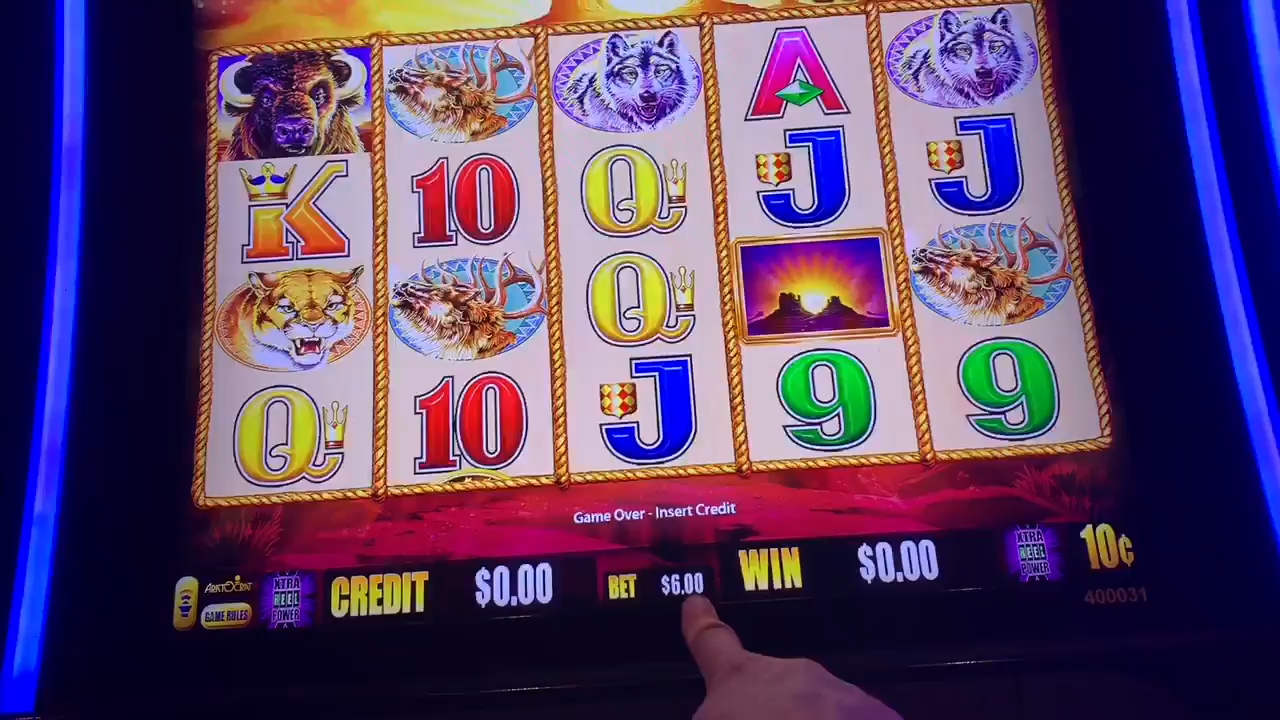 A
K 10 Q J J
Q
Q 10 J 9 9
Game Over - Insert Credit
ARISTOCRAT
GAME RULES
XTRA
REEL
POWER
CREDIT $0.00 BET $6.00 WIN $0.00
XTRA
REEL
POWER
10¢
400031